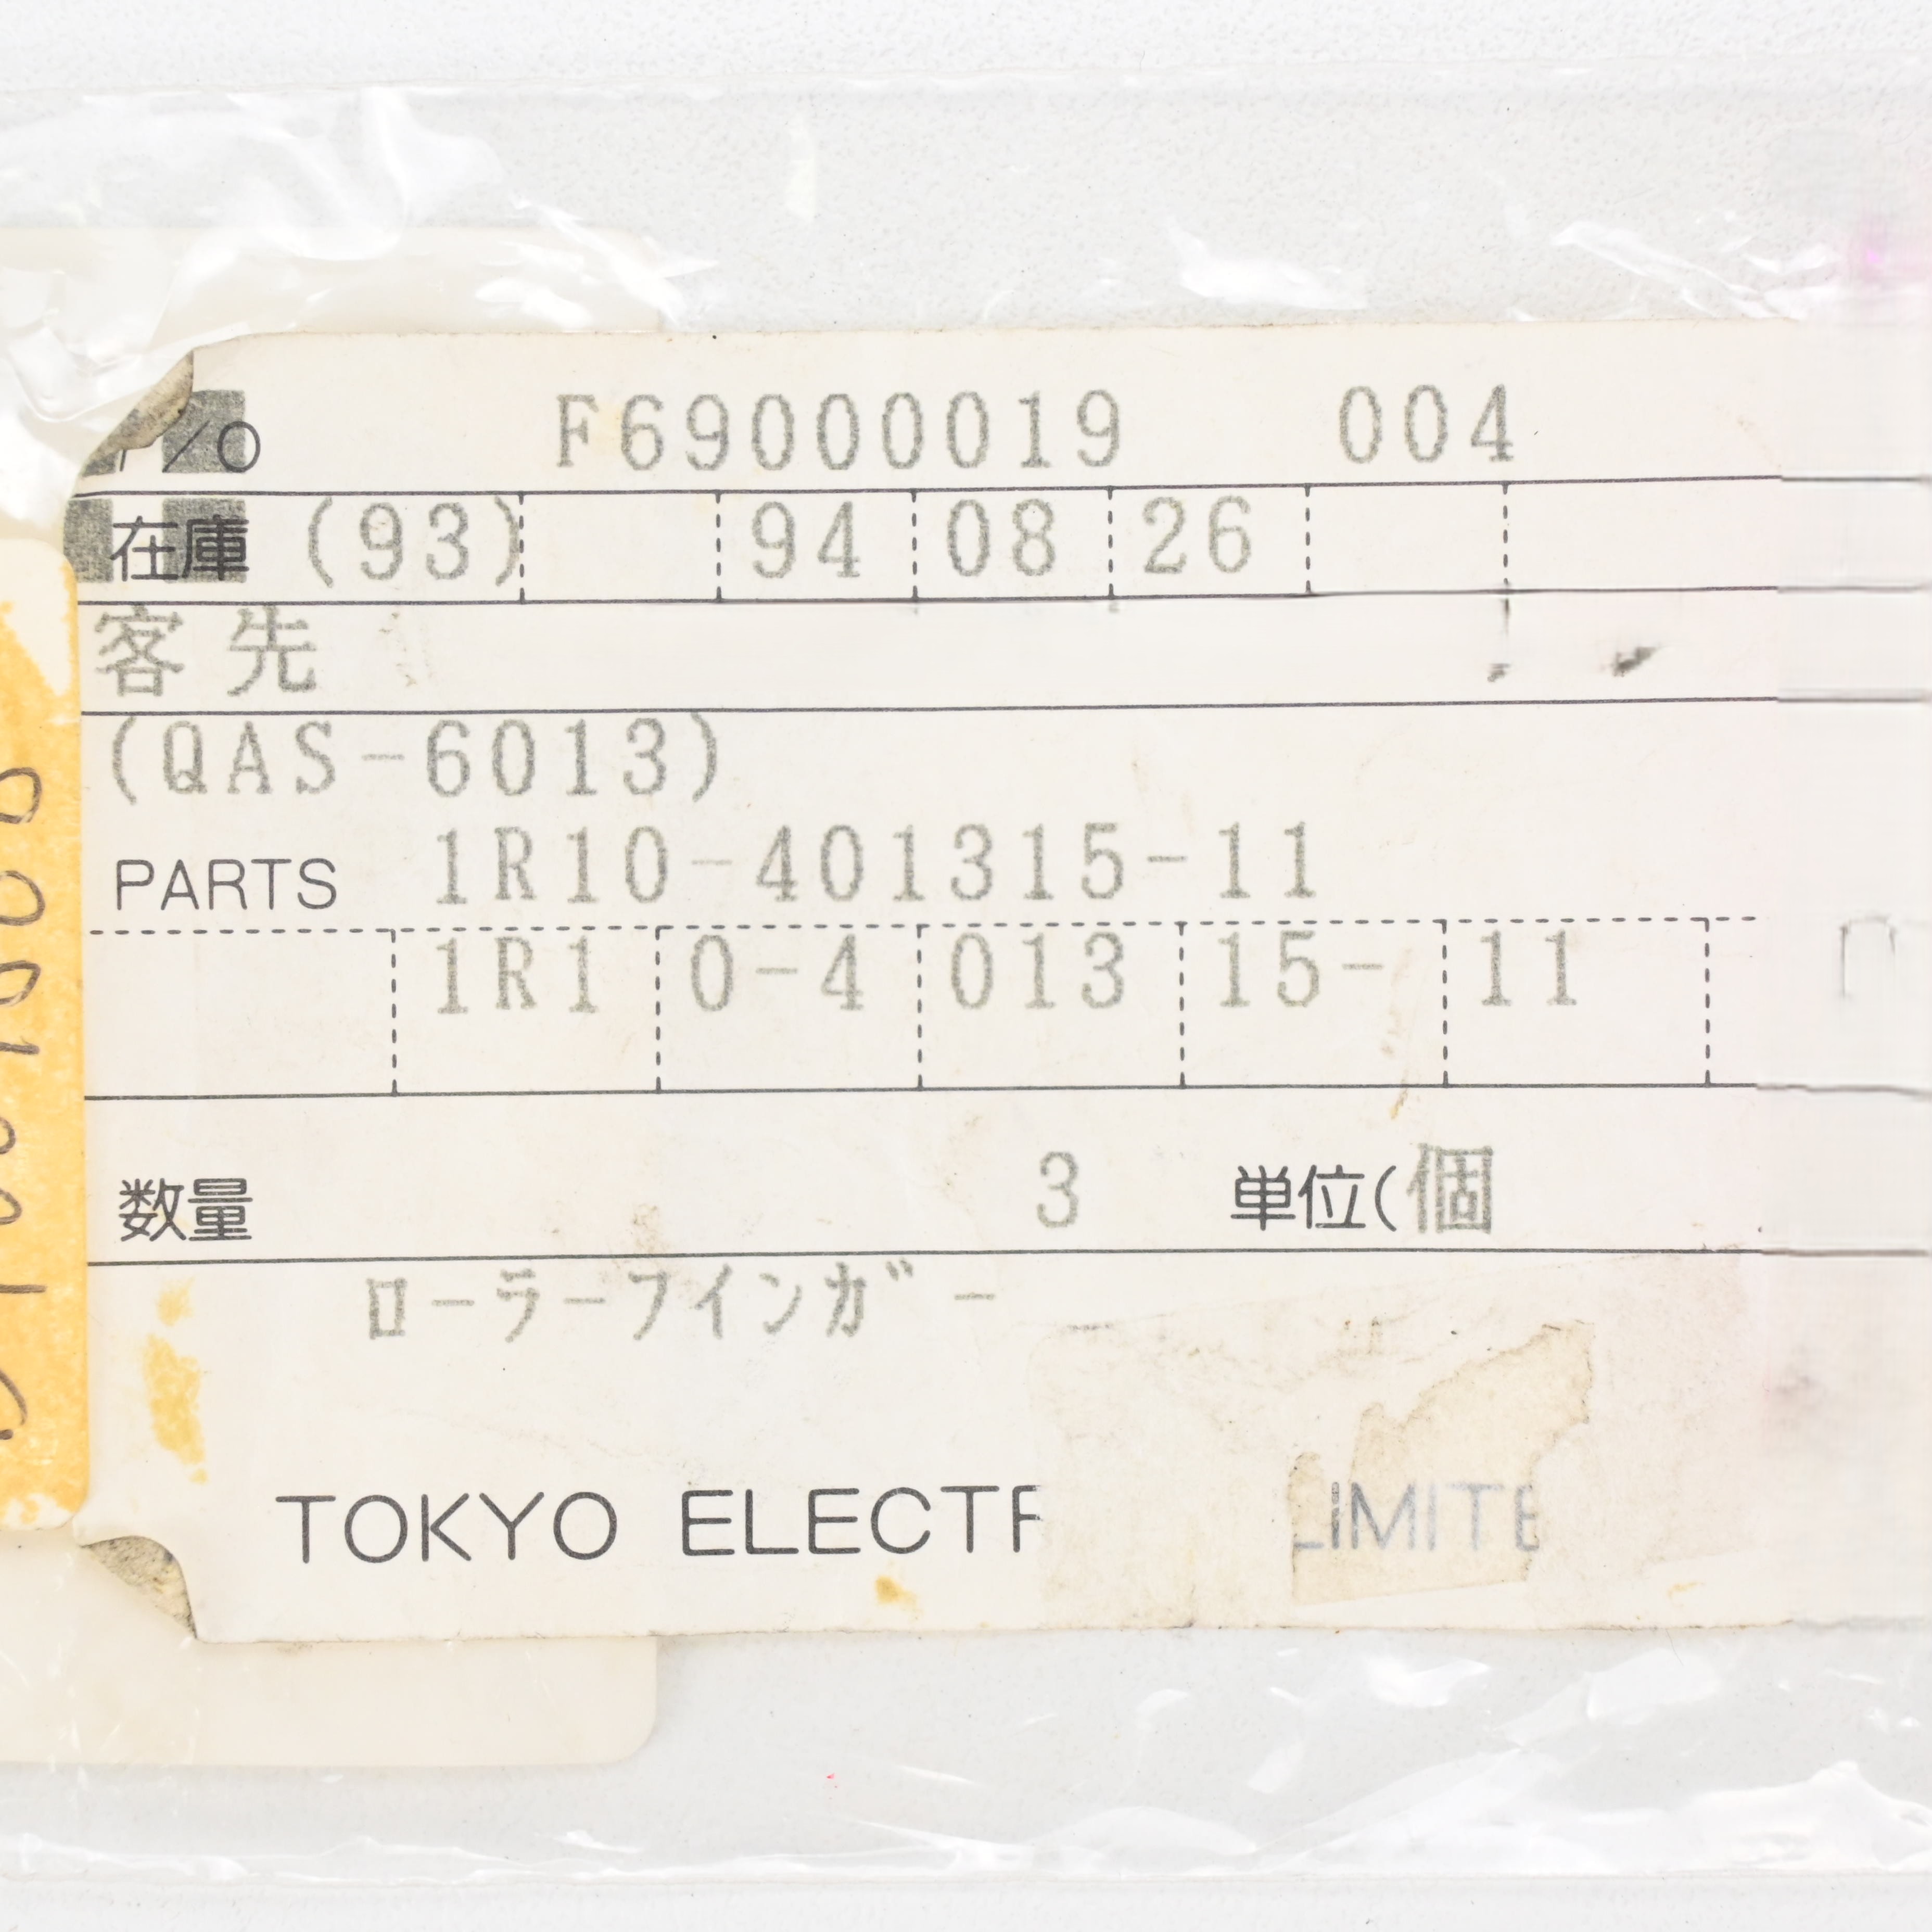 /O F69000019 004
在庫 (93) 94 08 26
客先
(QAS-6013)
PARTS 1R10-401315-11
1R1 0-4 013 15- 11
数量 3 単位(個
ローラーフインガー
TOKYO ELECTR LIMITE